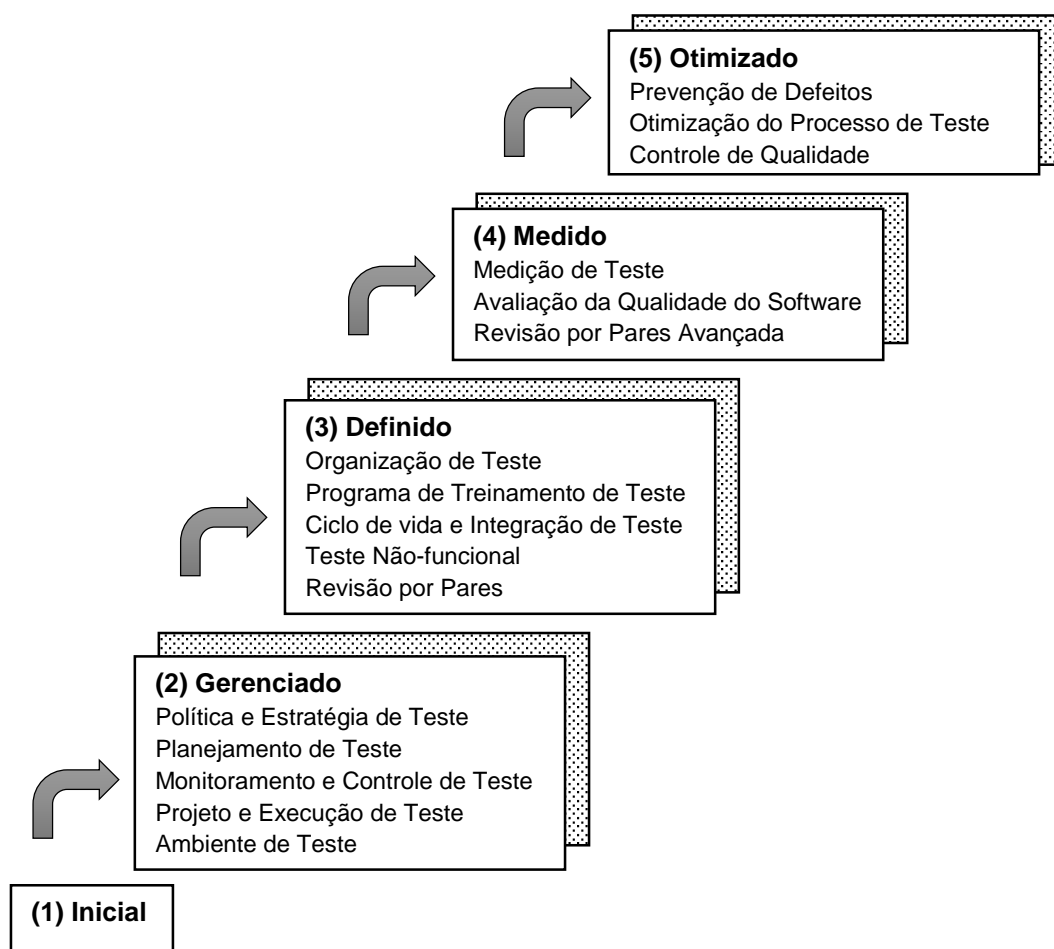 (5) Otimizado
Prevenção de Defeitos
Otimização do Processo de Teste
Controle de Qualidade
(4) Medido
Medição de Teste
Avaliação da Qualidade do Software
Revisão por Pares Avançada
(3) Definido
Organização de Teste
Programa de Treinamento de Teste
Ciclo de vida e Integração de Teste
Teste Não-funcional
Revisão por Pares
(2) Gerenciado
Política e Estratégia de Teste
Planejamento de Teste
Monitoramento e Controle de Teste
Projeto e Execução de Teste
Ambiente de Teste
(1) Inicial